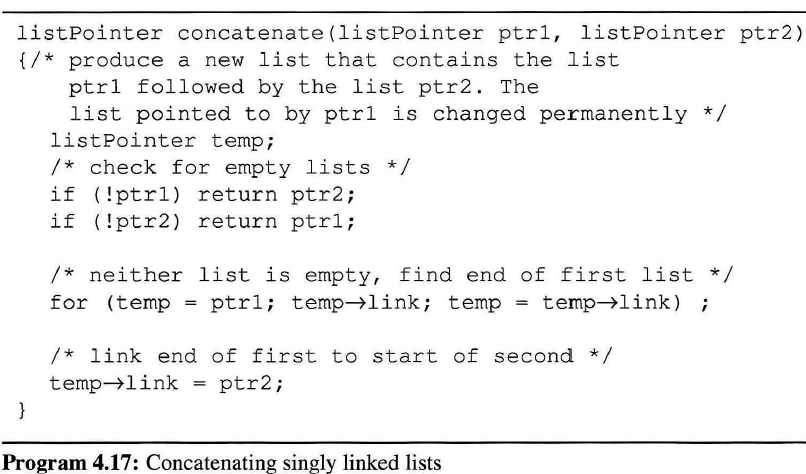 listPointer concatenate(listPointer ptr1, listPointer ptr2)
{/* produce a new list that contains the list
ptr1 followed by the list ptr2. The
list pointed to by ptr1 is changed permanently */
listPointer temp;
/* check for empty lists */
if (!ptr1) return ptr2;
if (!ptr2) return ptr1;
/* neither list is empty, find end of first list */
for (temp = ptr1; temp→link; temp = temp→link) ;
/* link end of first to start of second */
temp→link = ptr2;
}
Program 4.17: Concatenating singly linked lists